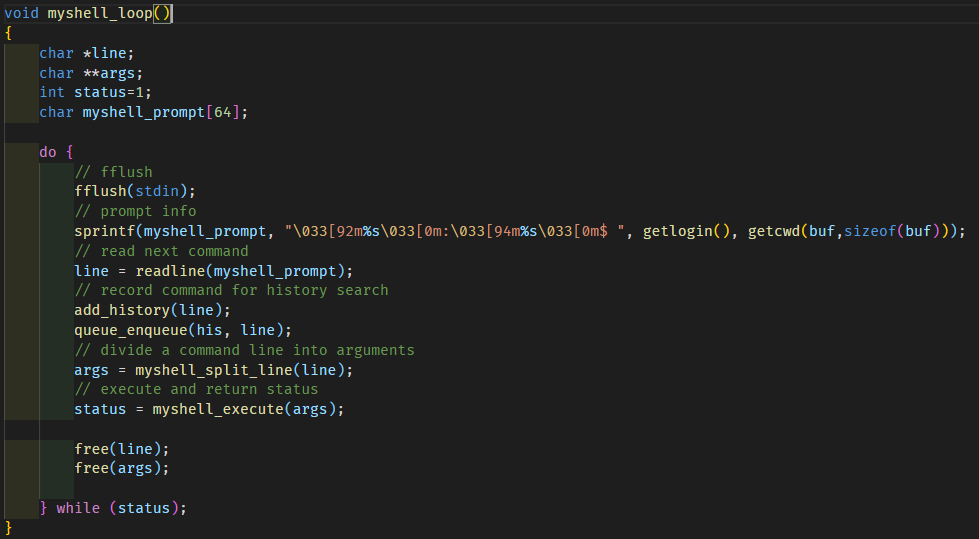 void myshell_loop()
{
    char *line;
    char **args;
    int status=1;
    char myshell_prompt[64];

    do {
        // fflush
        fflush(stdin);
        // prompt info
        sprintf(myshell_prompt, "\033[92m%s\033[0m:\033[94m%s\033[0m$ ", getlogin(), getcwd(buf,sizeof(buf)));
        // read next command
        line = readline(myshell_prompt);
        // record command for history search
        add_history(line);
        queue_enqueue(his, line);
        // divide a command line into arguments
        args = myshell_split_line(line);
        // execute and return status
        status = myshell_execute(args);

        free(line);
        free(args);

    } while (status);
}